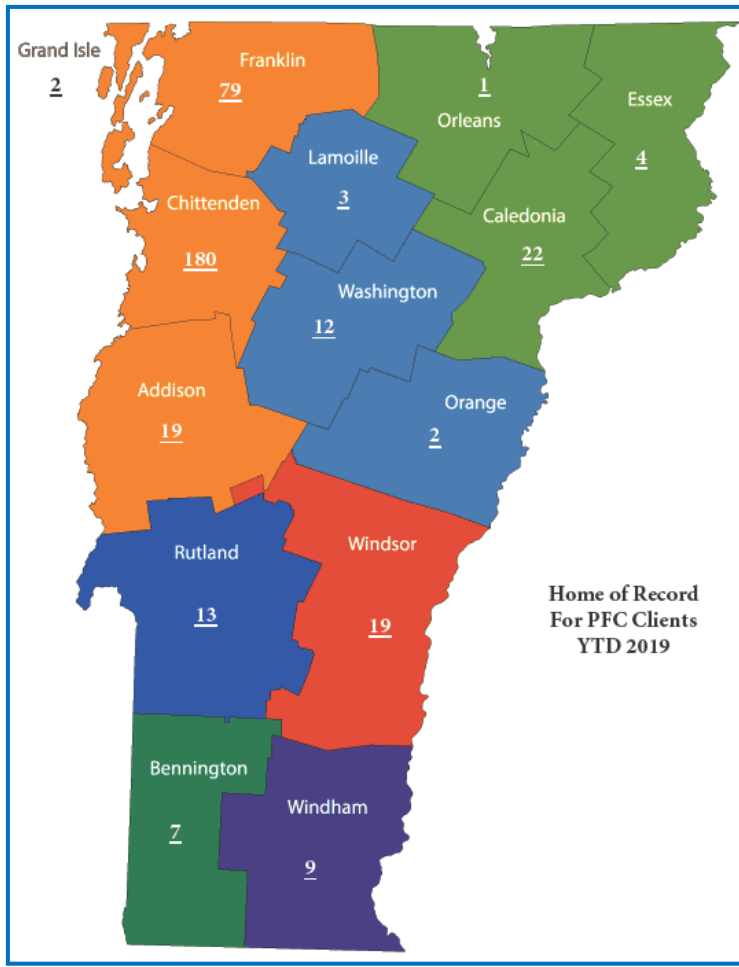 Grand Isle
2
Franklin
79
1
Orleans
Essex
4
Lamoille
3
Chittenden
180
Caledonia
22
Washington
12
Addison
19
Orange
2
Rutland
13
Windsor
19
Home of Record
For PFC Clients
YTD 2019
Bennington
7
Windham
9